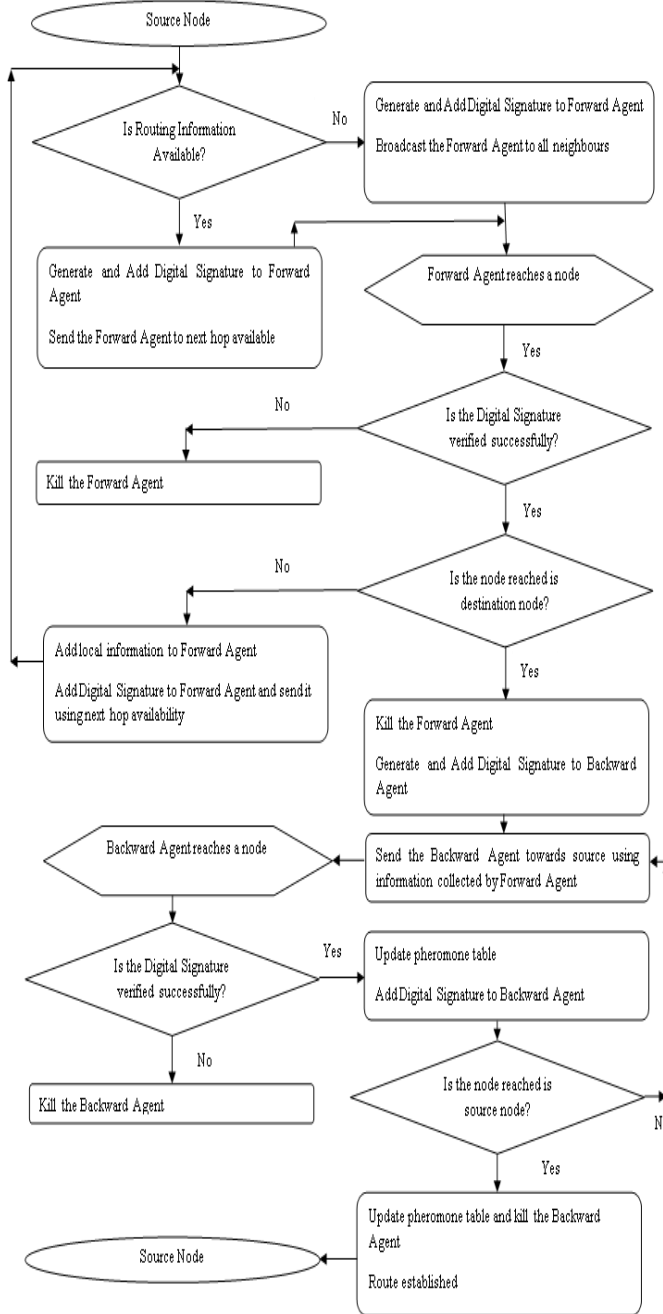 Source Node
Is Routing Information
Available?
No
Generate and Add Digital Signature to Forward Agent
Broadcast the Forward Agent to all neighbours
Yes
Generate and Add Digital Signature to Forward
Agent
Send the Forward Agent to next hop available
Forward Agent reaches a node
Yes
Is the Digital Signature
verified successfully?
No
Kill the Forward Agent
Yes
Is the node reached is
destination node?
No
Add local information to Forward Agent
Add Digital Signature to Forward Agent and send it
using next hop availability
Yes
Kill the Forward Agent
Generate and Add Digital Signature to Backward
Agent
Send the Backward Agent towards source using
information collected by Forward Agent
Backward Agent reaches a node
Is the Digital Signature
verified successfully?
Yes
Update pheromone table
Add Digital Signature to Backward Agent
No
Kill the Backward Agent
Is the node reached is
source node?
N
Yes
Update pheromone table and kill the Backward
Agent
Route established
Source Node